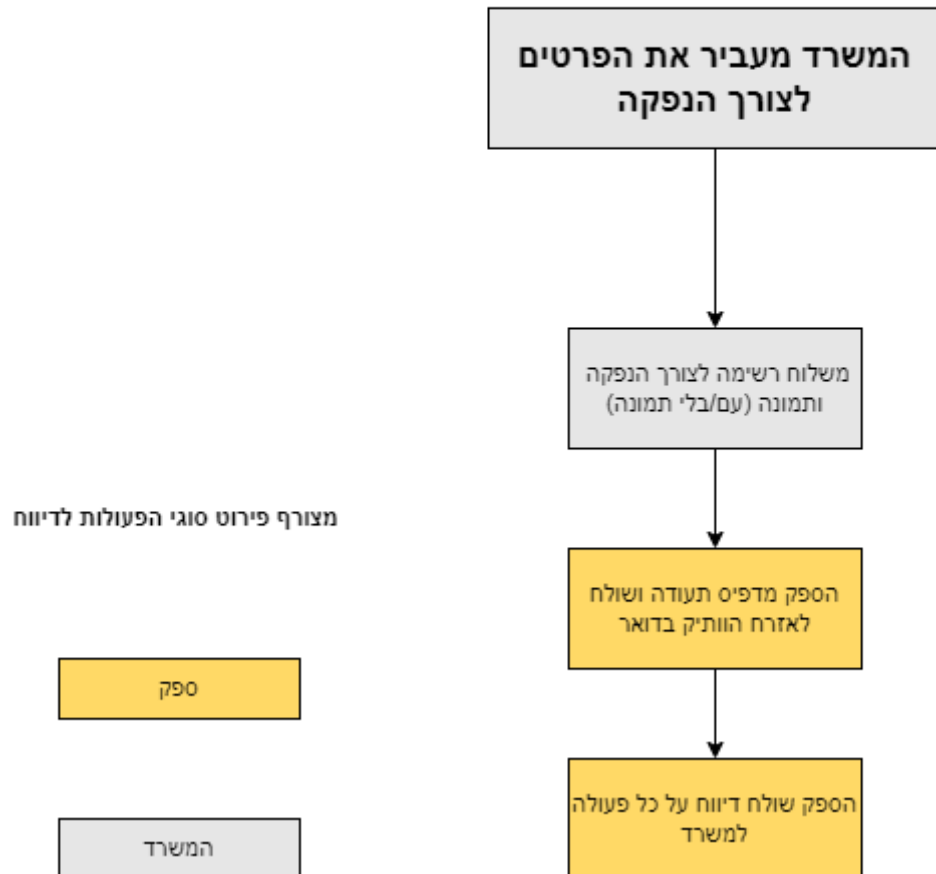 המשרד מעביר את הפרטים
לצורך הנפקה
משלוח רשימה לצורך הנפקה
ותמונה (עם/בלי תמונה)
מצורף פירוט סוגי הפעולות לדיווח
הספק מדפיס תעודה ושולח
לאזרח הוותיק בדואר
ספק
הספק שולח דיווח על כל פעולה
למשרד
המשרד